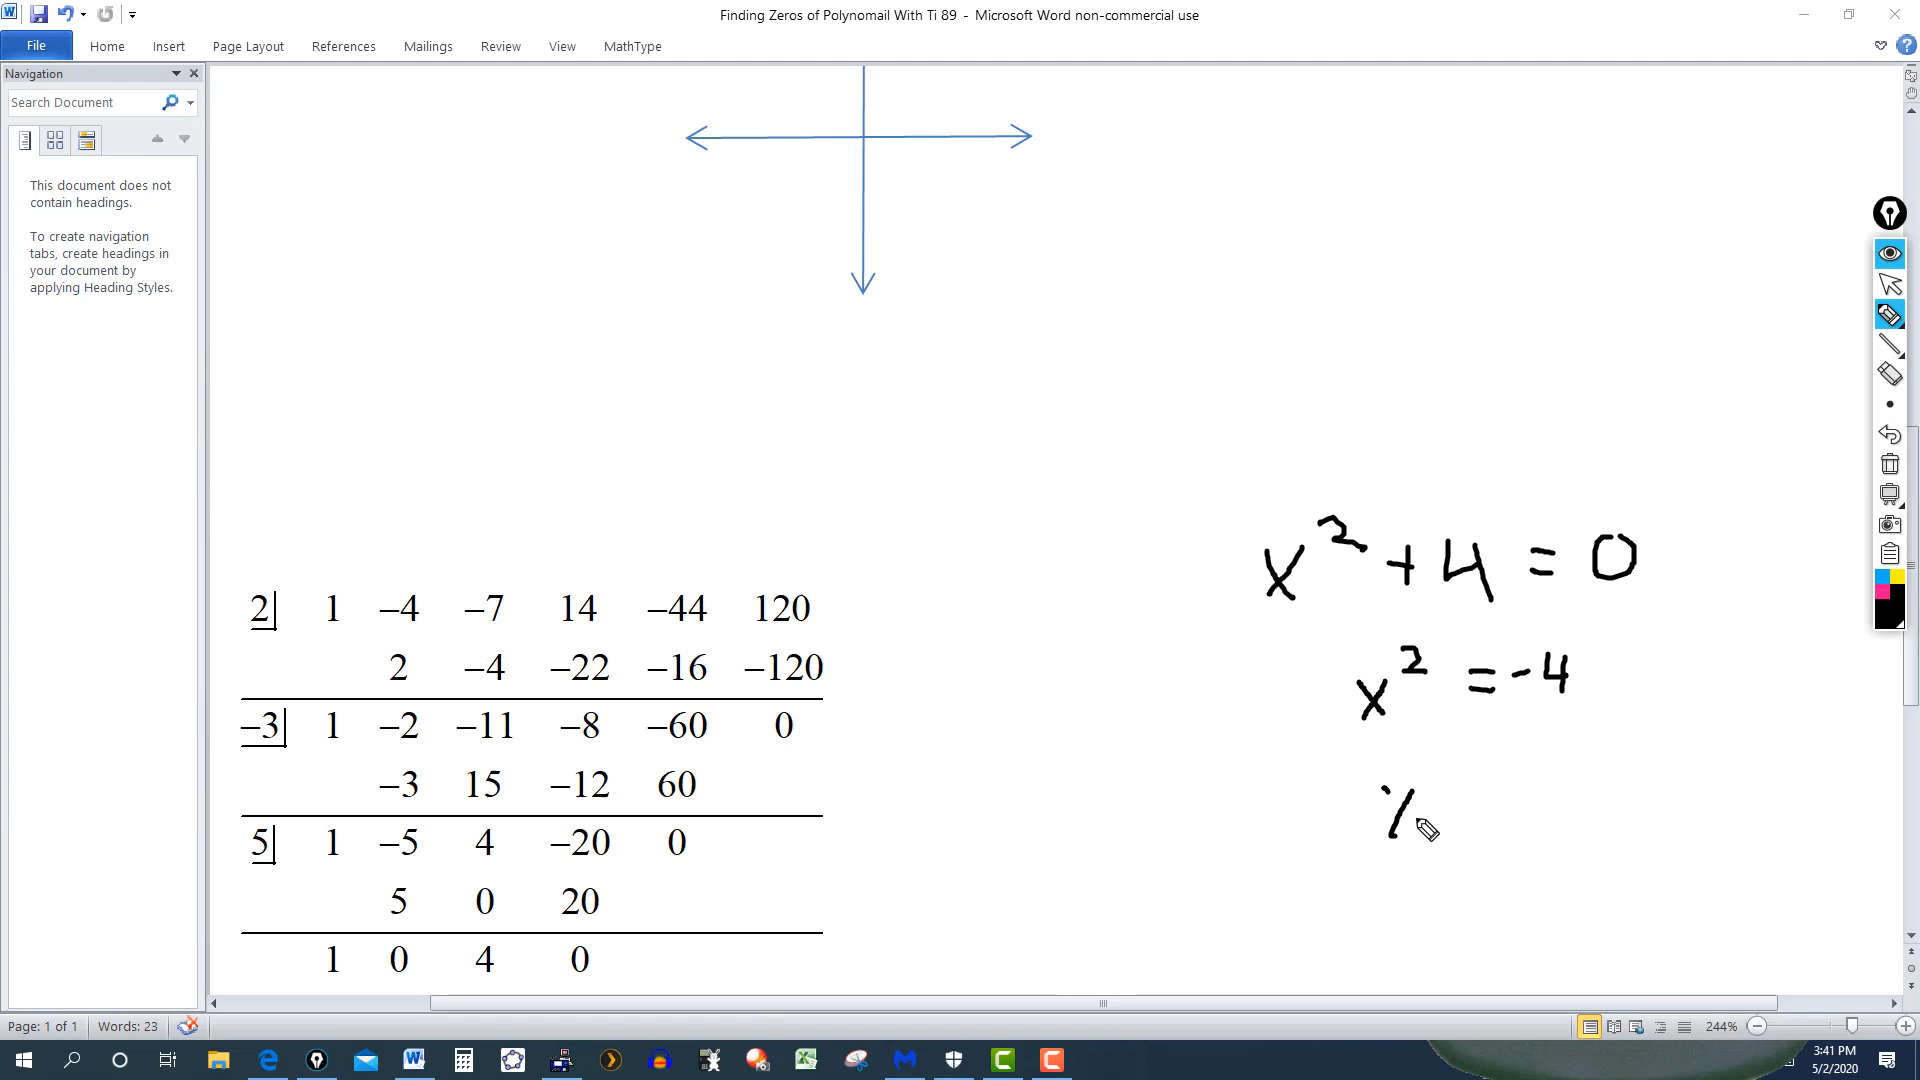 Finding Zeros of Polynomail With Ti 89 - Microsoft Word non-commercial use
File Home Insert Page Layout References Mailings Review View MathType
Navigation
Search Document
This document does not
contain headings.
To create navigation
tabs, create headings in
your document by
applying Heading Styles.
x² + 4 = 0
x² = -4
2| 1 −4 −7 14 −44 120
2 −4 −22 −16 −120
−3| 1 −2 −11 −8 −60 0
−3 15 −12 60
5| 1 −5 4 −20 0
5 0 20
1 0 4 0
Page: 1 of 1 Words: 23 244%
3:41 PM
5/2/2020